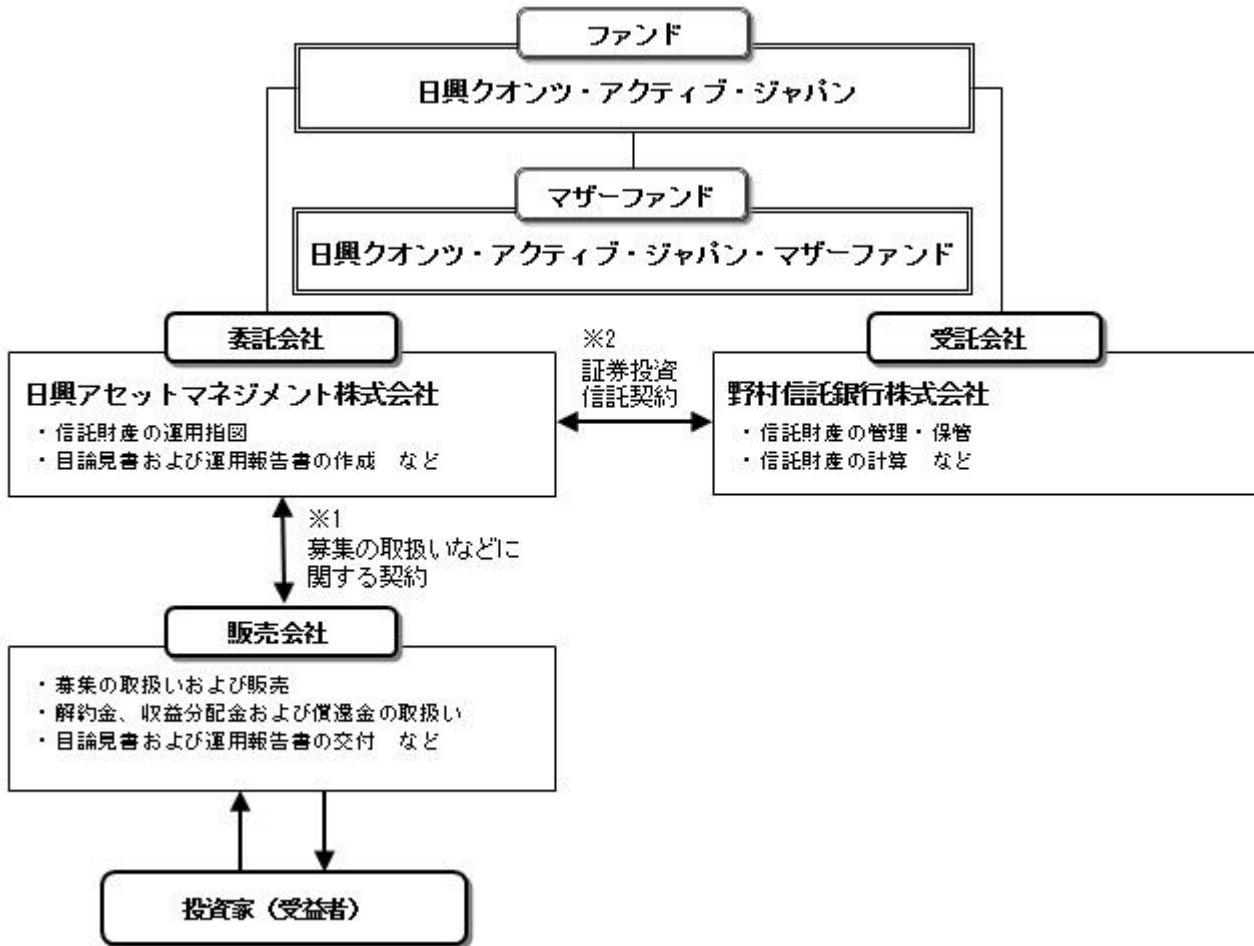 ファンド
日興クオンツ・アクティブ・ジャパン
マザーファンド
日興クオンツ・アクティブ・ジャパン・マザーファンド
委託会社
日興アセットマネジメント株式会社
・信託財産の運用指図
・目論見書および運用報告書の作成　など
※2
証券投資
信託契約
受託会社
野村信託銀行株式会社
・信託財産の管理・保管
・信託財産の計算　など
※1
募集の取扱いなどに
関する契約
販売会社
・募集の取扱いおよび販売
・解約金、収益分配金および償還金の取扱い
・目論見書および運用報告書の交付　など
投資家（受益者）